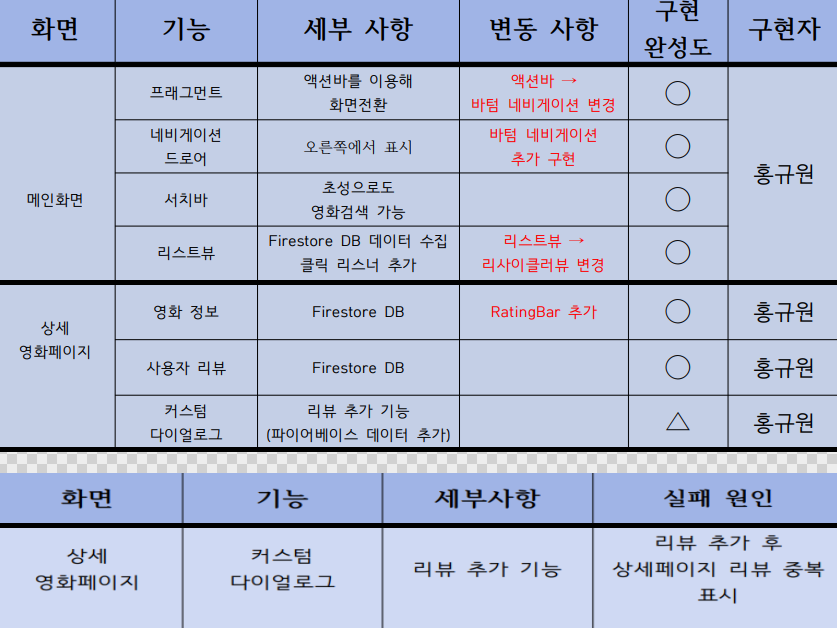 화면 기능 세부 사항 변동 사항 구현 완성도 구현자
메인화면
프래그먼트
액션바를 이용해
화면전환
액션바 →
바텀 네비게이션 변경
○
홍규원
네비게이션
드로어
오른쪽에서 표시
바텀 네비게이션
추가 구현
○
서치바
초성으로도
영화검색 가능
○
리스트뷰
Firestore DB 데이터 수집
클릭 리스너 추가
리스트뷰 →
리사이클러뷰 변경
○
상세
영화페이지
영화 정보
Firestore DB
RatingBar 추가
○
홍규원
사용자 리뷰
Firestore DB
○
홍규원
커스텀
다이얼로그
리뷰 추가 기능
(파이어베이스 데이터 추가)
△
홍규원
화면 기능 세부사항 실패 원인
상세
영화페이지
커스텀
다이얼로그
리뷰 추가 기능
리뷰 추가 후
상세페이지 리뷰 중복
표시